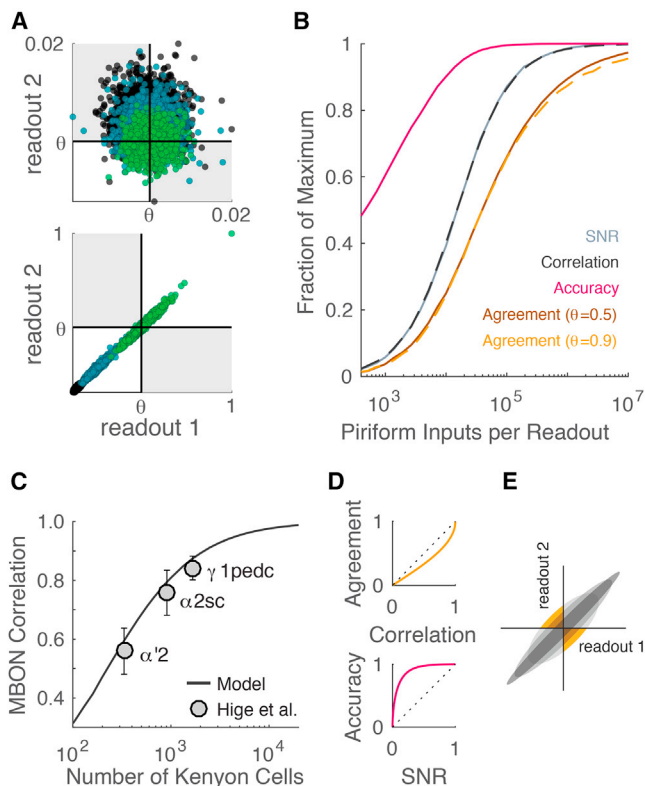 A
0.02
readout 2
θ
θ
0.02
1
readout 2
θ
θ
1
readout 1
B
1
0.8
0.6
0.4
0.2
0
Fraction of Maximum
SNR
Correlation
Accuracy
Agreement (θ=0.5)
Agreement (θ=0.9)
10^3
10^5
10^7
Piriform Inputs per Readout
C
1.0
0.8
0.6
0.4
MBON Correlation
γ 1pedc
α2sc
α'2
Model
Hige et al.
10^2
10^3
10^4
Number of Kenyon Cells
D
Agreement
1
0
0
1
Correlation
Accuracy
1
0
0
1
SNR
E
readout 2
readout 1